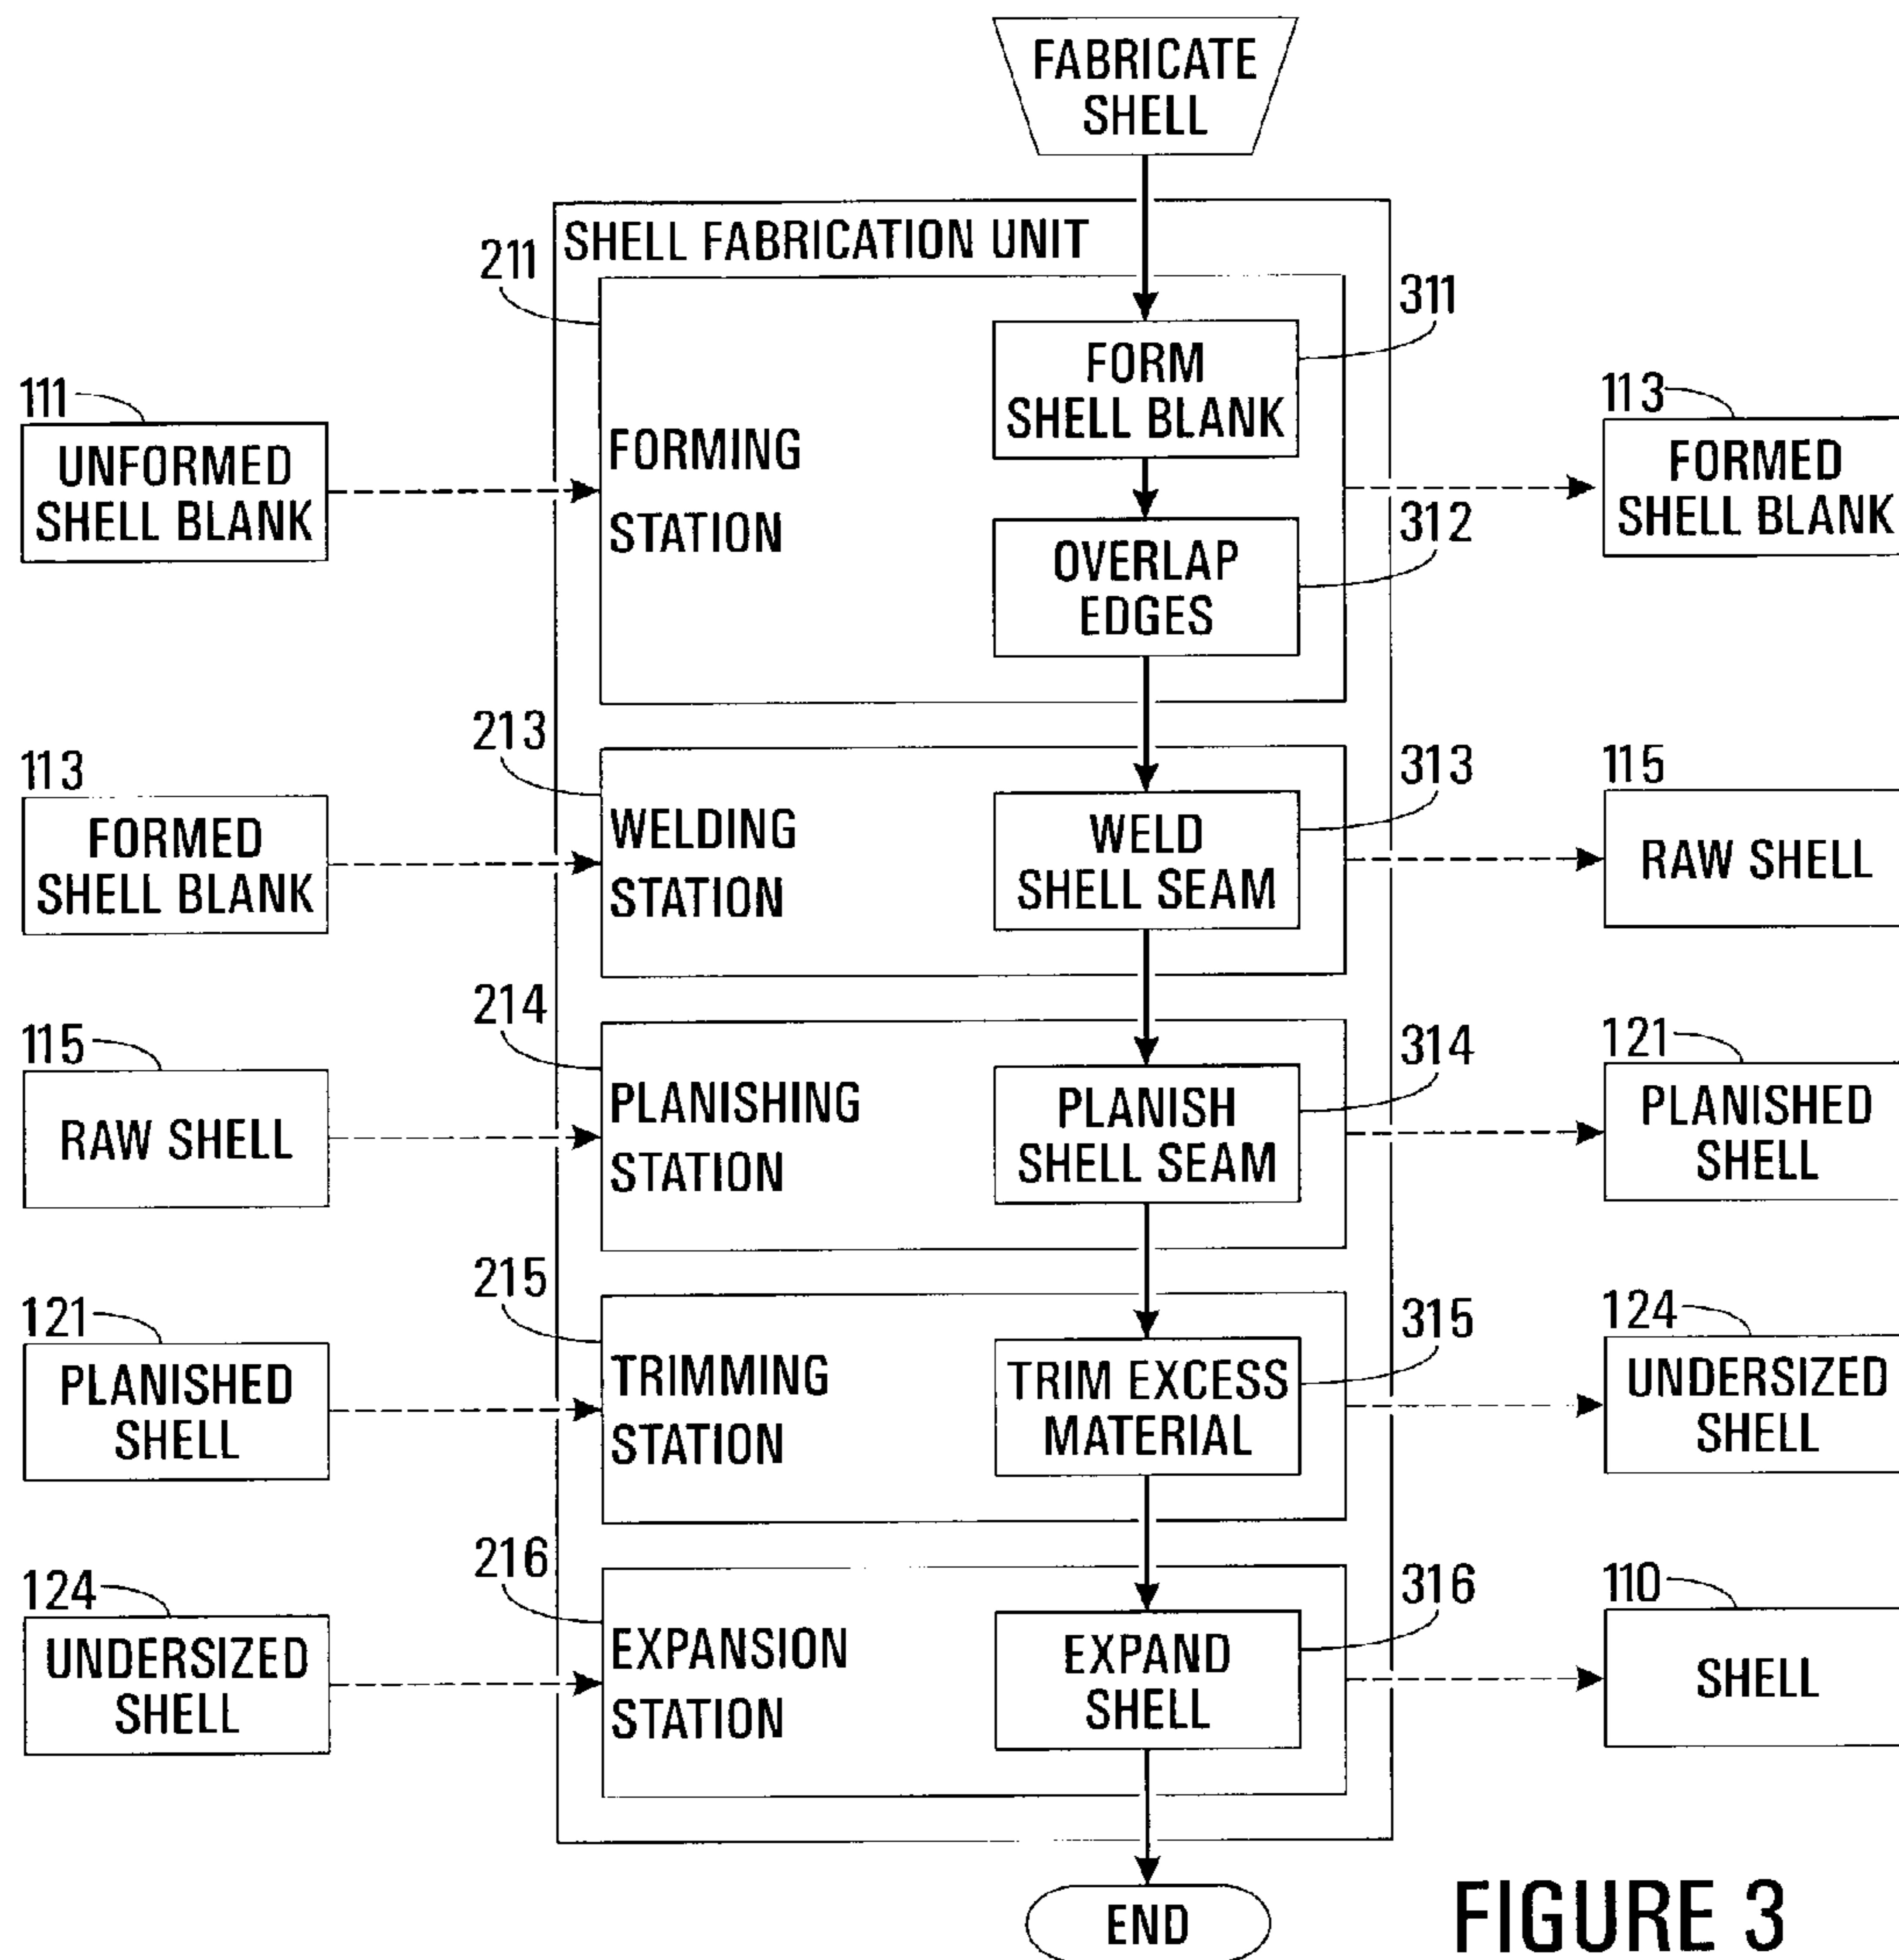 FABRICATE
SHELL
SHELL FABRICATION UNIT
211
311
FORM
SHELL BLANK
111
UNFORMED
SHELL BLANK
FORMING
STATION
113
FORMED
SHELL BLANK
312
OVERLAP
EDGES
213
313
113
FORMED
SHELL BLANK
WELDING
STATION
WELD
SHELL SEAM
115
RAW SHELL
214
314
115
RAW SHELL
PLANISHING
STATION
PLANISH
SHELL SEAM
121
PLANISHED
SHELL
215
315
121
PLANISHED
SHELL
TRIMMING
STATION
TRIM EXCESS
MATERIAL
124
UNDERSIZED
SHELL
216
316
124
UNDERSIZED
SHELL
EXPANSION
STATION
EXPAND
SHELL
110
SHELL
END
FIGURE 3